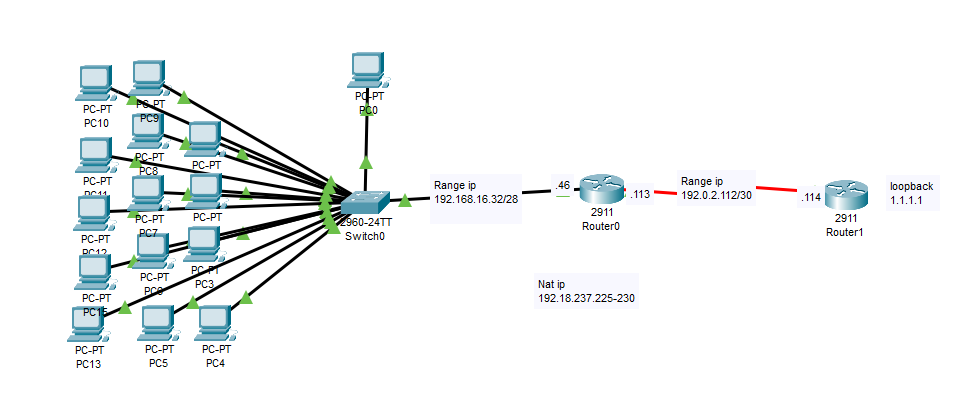 PC-PT
PC10
PC-PT
PC9
PC-PT
PC0
PC-PT
PC8
PC-PT
PC-PT
PC11
PC-PT
PC7
PC-PT
PC-PT
PC12
PC-PT
PC-PT
PC3
PC-PT
PC15
PC-PT
PC13
PC-PT
PC5
PC-PT
PC4
2960-24TT
Switch0
Range ip
192.168.16.32/28
.46
2911
Router0
.113
Range ip
192.0.2.112/30
.114
2911
Router1
loopback
1.1.1.1
Nat ip
192.18.237.225-230